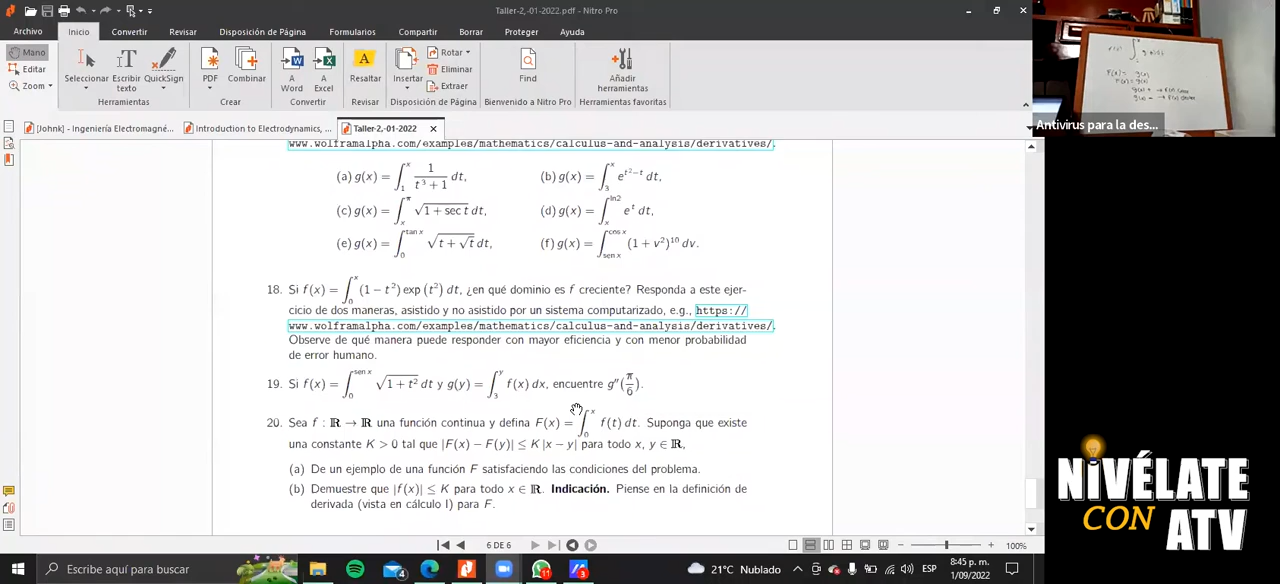 Taller-2,-01-2022.pdf - Nitro Pro
Archivo Inicio Convertir Revisar Disposición de Página Formularios Compartir Borrar Proteger Ayuda
Mano
Editar
Zoom
Seleccionar
Escribir texto
QuickSign
Herramientas
PDF
Combinar
Crear
A Word
A Excel
Convertir
Resaltar
Revisar
Insertar
Rotar
Eliminar
Extraer
Disposición de Página
Find
Bienvenido a Nitro Pro
Añadir herramientas
Herramientas favoritas
Antivirus para la des...
[Johnk] - Ingeniería Electromagné... Introduction to Electrodynamics, ... Taller-2,-01-2022
www.wolframalpha.com/examples/mathematics/calculus-and-analysis/derivatives/.
(a) g(x) = ∫_1^x 1/(t³ + 1) dt, (b) g(x) = ∫_3^x e^{t²−t} dt,
(c) g(x) = ∫_x^π √(1 + sec t) dt, (d) g(x) = ∫_x^{ln2} e^t dt,
(e) g(x) = ∫_0^{tan x} √(t + √t) dt, (f) g(x) = ∫_{sen x}^{cos x} (1 + v²)^{10} dv.
18. Si f(x) = ∫_0^x (1 − t²) exp (t²) dt, ¿en qué dominio es f creciente? Responda a este ejer-
cicio de dos maneras, asistido y no asistido por un sistema computarizado, e.g., https://
www.wolframalpha.com/examples/mathematics/calculus-and-analysis/derivatives/.
Observe de qué manera puede responder con mayor eficiencia y con menor probabilidad
de error humano.
19. Si f(x) = ∫_0^{sen x} √(1 + t²) dt y g(y) = ∫_3^y f(x) dx, encuentre g''(π/6).
20. Sea f : ℝ → ℝ una función continua y defina F(x) = ∫_0^x f(t) dt. Suponga que existe
una constante K > 0 tal que |F(x) − F(y)| ≤ K |x − y| para todo x, y ∈ ℝ,
(a) De un ejemplo de una función F satisfaciendo las condiciones del problema.
(b) Demuestre que |f(x)| ≤ K para todo x ∈ ℝ. Indicación. Piense en la definición de
derivada (vista en cálculo I) para F.
NIVÉLATE
CON ATV
6 DE 6
100%
Escribe aquí para buscar
21°C Nublado
ESP
8:45 p. m.
1/09/2022